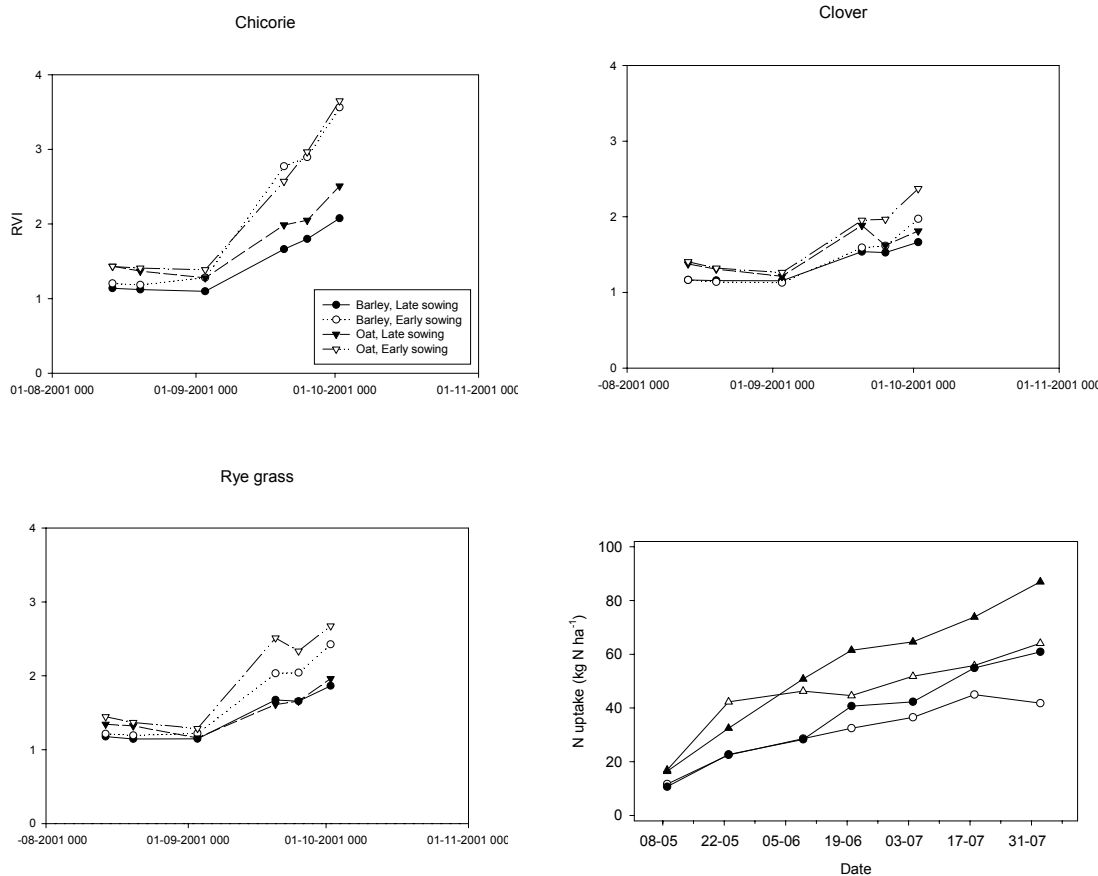 Chicorie
4
3
2
1
0
RVI
Barley, Late sowing
Barley, Early sowing
Oat, Late sowing
Oat, Early sowing
01-08-2001 000 01-09-2001 000 01-10-2001 000 01-11-2001 000
Clover
4
3
2
1
0
-08-2001 000 01-09-2001 000 01-10-2001 000 01-11-2001 000
Rye grass
4
3
2
1
0
-08-2001 000 01-09-2001 000 01-10-2001 000 01-11-2001 000
100
80
60
40
20
0
N uptake (kg N ha⁻¹)
08-05 22-05 05-06 19-06 03-07 17-07 31-07
Date